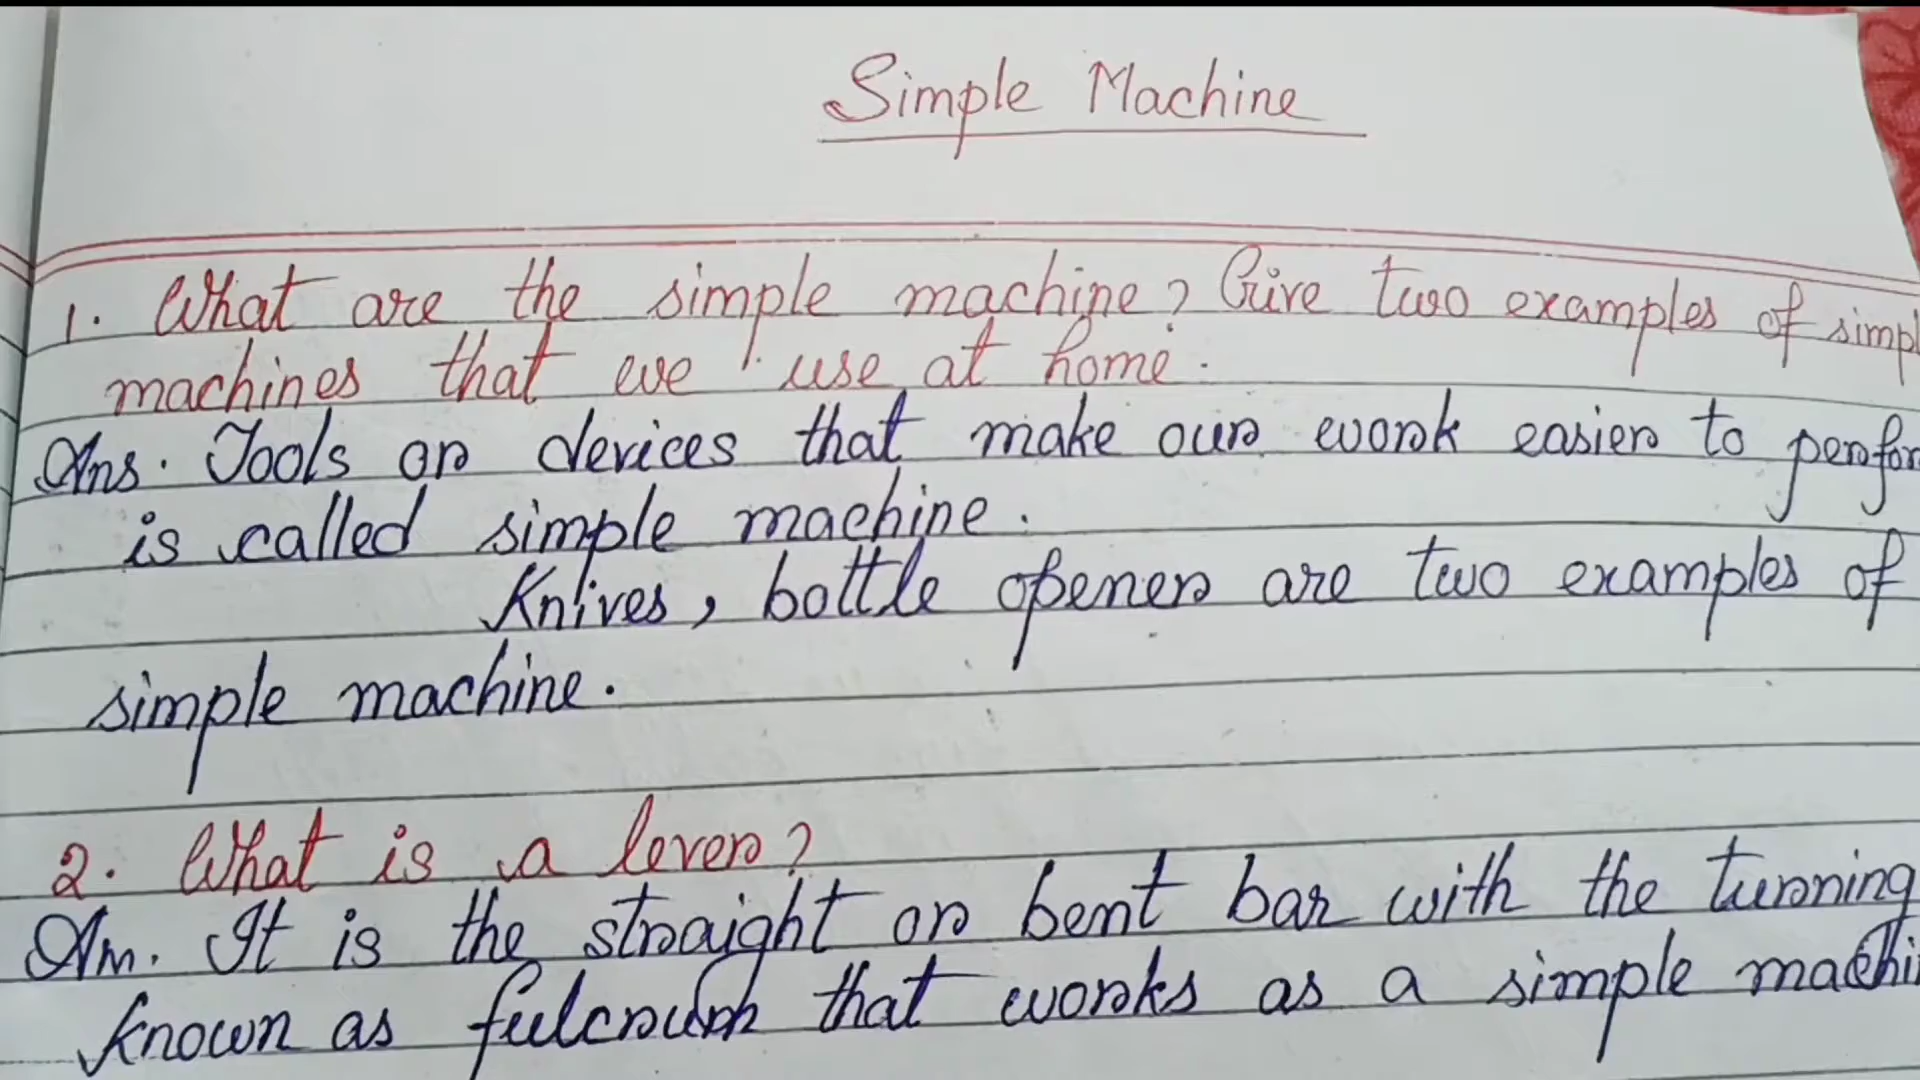 Simple Machine
1. What are the simple machine? Give two examples of simpl
machines that we use at home.
Ans. Tools or devices that make our work easier to perfor
is called simple machine.
Knives, bottle opener are two examples of
simple machine.
2. What is a lever?
An. It is the straight or bent bar with the turning
known as fulcrum that works as a simple machi